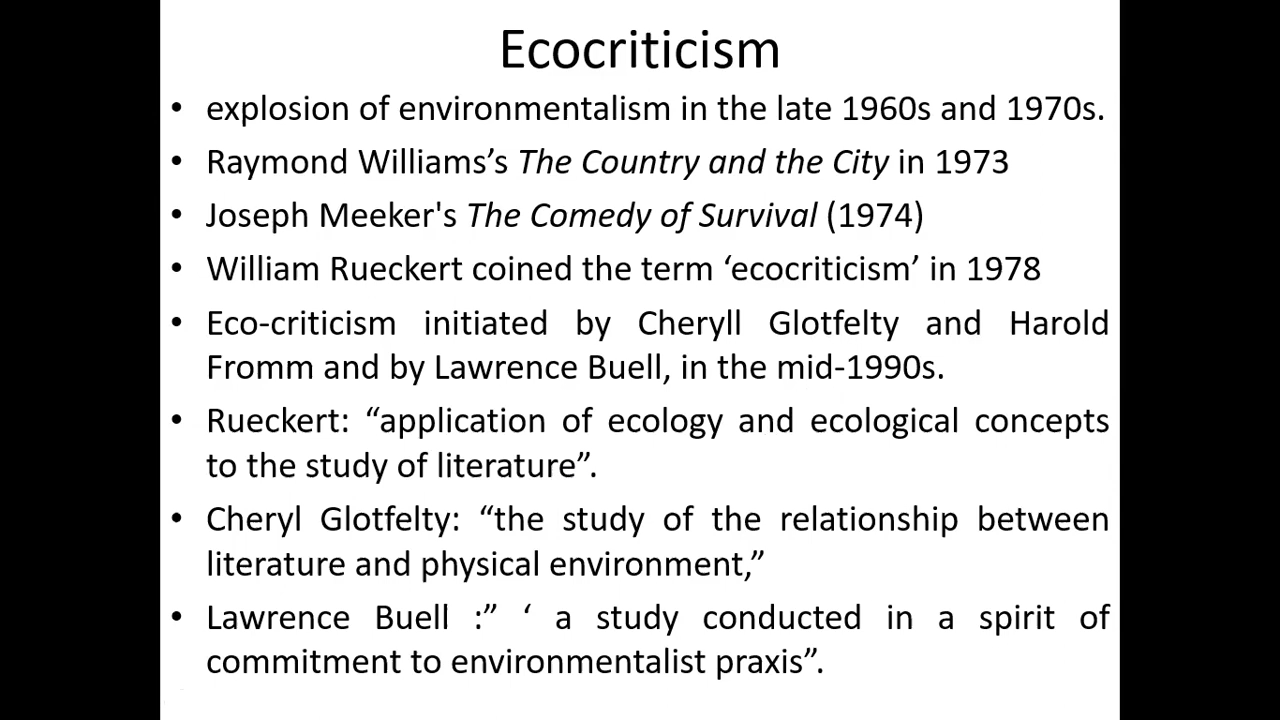 Ecocriticism
• explosion of environmentalism in the late 1960s and 1970s.
• Raymond Williams’s The Country and the City in 1973
• Joseph Meeker's The Comedy of Survival (1974)
• William Rueckert coined the term ‘ecocriticism’ in 1978
• Eco-criticism initiated by Cheryll Glotfelty and Harold
Fromm and by Lawrence Buell, in the mid-1990s.
• Rueckert: “application of ecology and ecological concepts
to the study of literature”.
• Cheryl Glotfelty: “the study of the relationship between
literature and physical environment,”
• Lawrence Buell :” ‘ a study conducted in a spirit of
commitment to environmentalist praxis”.